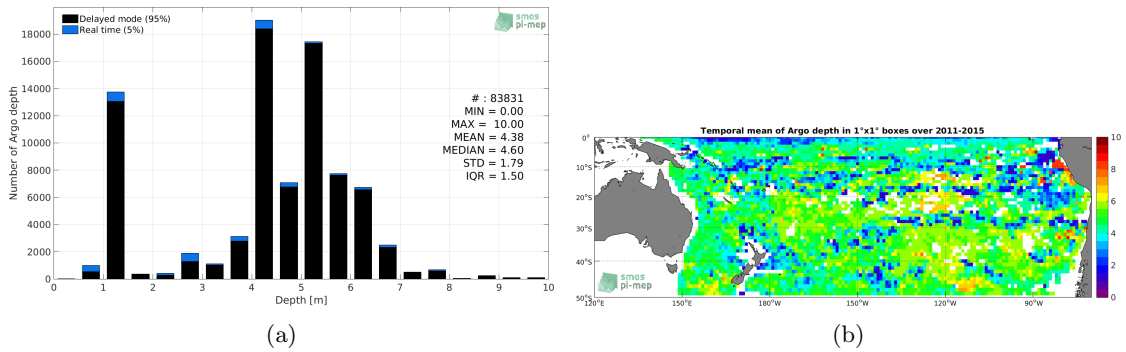 Delayed mode (95%)
Real time (5%)
smos
pi-mep
# : 83831
MIN = 0.00
MAX = 10.00
MEAN = 4.38
MEDIAN = 4.60
STD = 1.79
IQR = 1.50
Number of Argo depth
18000
16000
14000
12000
10000
8000
6000
4000
2000
0
0 1 2 3 4 5 6 7 8 9 10
Depth [m]
(a)
Temporal mean of Argo depth in 1°x1° boxes over 2011-2015
0°
10°S
20°S
30°S
40°S
50°S
120°E 150°E 180°W 150°W 120°W 90°W
smos
pi-mep
10
8
6
4
2
0
(b)